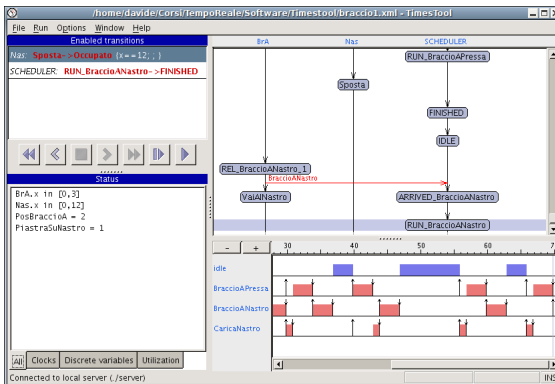 /home/davide/Corsi/TempoReale/Software/Timestool/braccio1.xml - TimesTool
File Run Options Window Help
Enabled transitions
Nas: Sposta->Occupato {x==12; ; }
SCHEDULER: RUN_BraccioANastro->FINISHED
Status
BrA.x in [0,3]
Nas.x in [0,12]
PosBraccioA = 2
PiastraSuNastro = 1
All Clocks Discrete variables Utilization
Connected to local server (./server)
BrA Nas SCHEDULER
RUN_BraccioAPressa
Sposta
FINISHED
IDLE
REL_BraccioANastro_1
BraccioANastro
VaiAlNastro ARRIVED_BraccioANastro
RUN_BraccioANastro
- + 30 40 50 60 70
idle
BraccioAPressa
BraccioANastro
CaricaNastro
INS